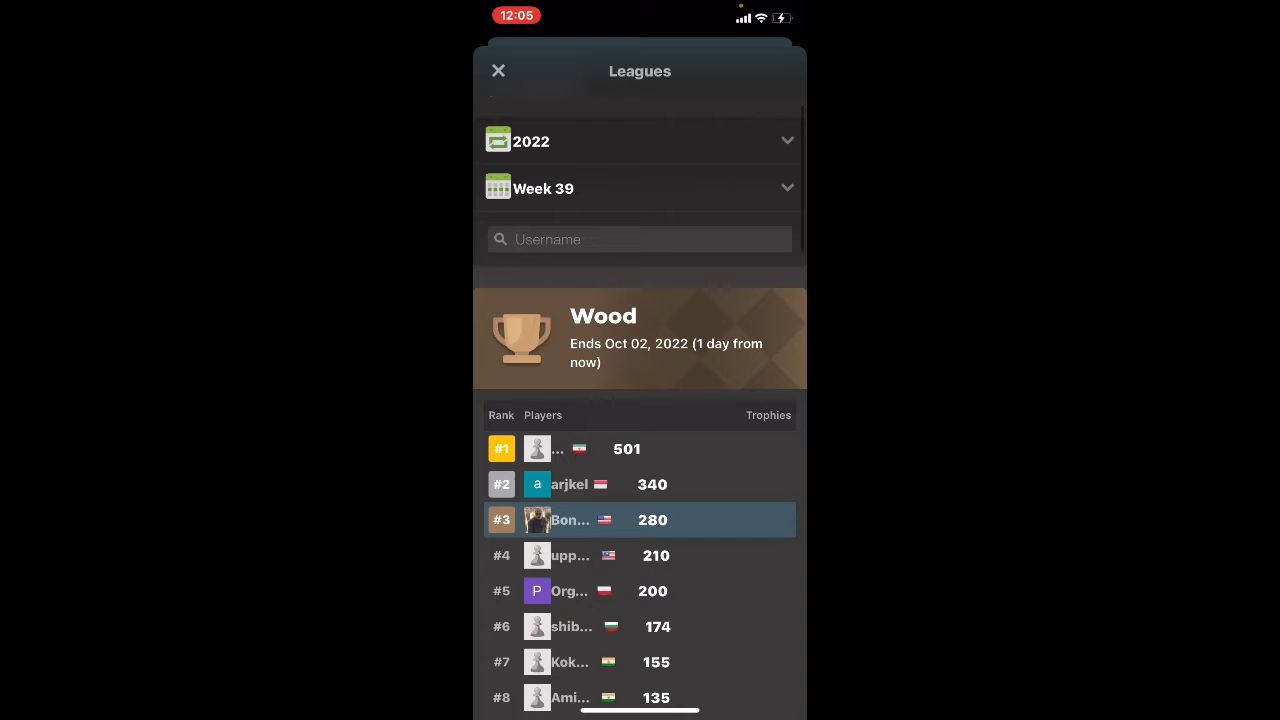 12:05
Leagues
2022
Week 39
Username
Wood
Ends Oct 02, 2022 (1 day from
now)
Rank Players Trophies
#1 ... 501
#2 a arjkel 340
#3 Bon... 280
#4 upp... 210
#5 P Org... 200
#6 shib... 174
#7 Kok... 155
#8 Ami... 135